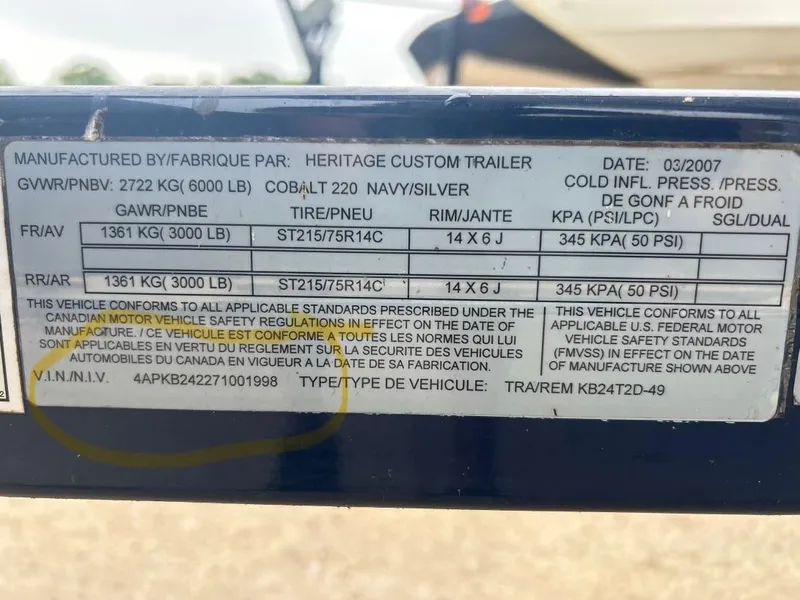 MANUFACTURED BY/FABRIQUE PAR: HERITAGE CUSTOM TRAILER DATE: 03/2007
GVWR/PNBV: 2722 KG( 6000 LB) COBALT 220 NAVY/SILVER COLD INFL. PRESS. /PRESS.
DE GONF A FROID
GAWR/PNBE TIRE/PNEU RIM/JANTE KPA (PSI/LPC) SGL/DUAL
FR/AV 1361 KG( 3000 LB) ST215/75R14C 14 X 6 J 345 KPA( 50 PSI)
RR/AR 1361 KG( 3000 LB) ST215/75R14C 14 X 6 J 345 KPA( 50 PSI)
THIS VEHICLE CONFORMS TO ALL APPLICABLE STANDARDS PRESCRIBED UNDER THE
CANADIAN MOTOR VEHICLE SAFETY REGULATIONS IN EFFECT ON THE DATE OF
MANUFACTURE. / CE VEHICULE EST CONFORME A TOUTES LES NORMES QUI LUI
SONT APPLICABLES EN VERTU DU REGLEMENT SUR LA SECURITE DES VEHICULES
AUTOMOBILES DU CANADA EN VIGUEUR A LA DATE DE SA FABRICATION.
THIS VEHICLE CONFORMS TO ALL
APPLICABLE U.S. FEDERAL MOTOR
VEHICLE SAFETY STANDARDS
(FMVSS) IN EFFECT ON THE DATE
OF MANUFACTURE SHOWN ABOVE
V.I.N./N.I.V. 4APKB242271001998 TYPE/TYPE DE VEHICULE: TRA/REM KB24T2D-49
2